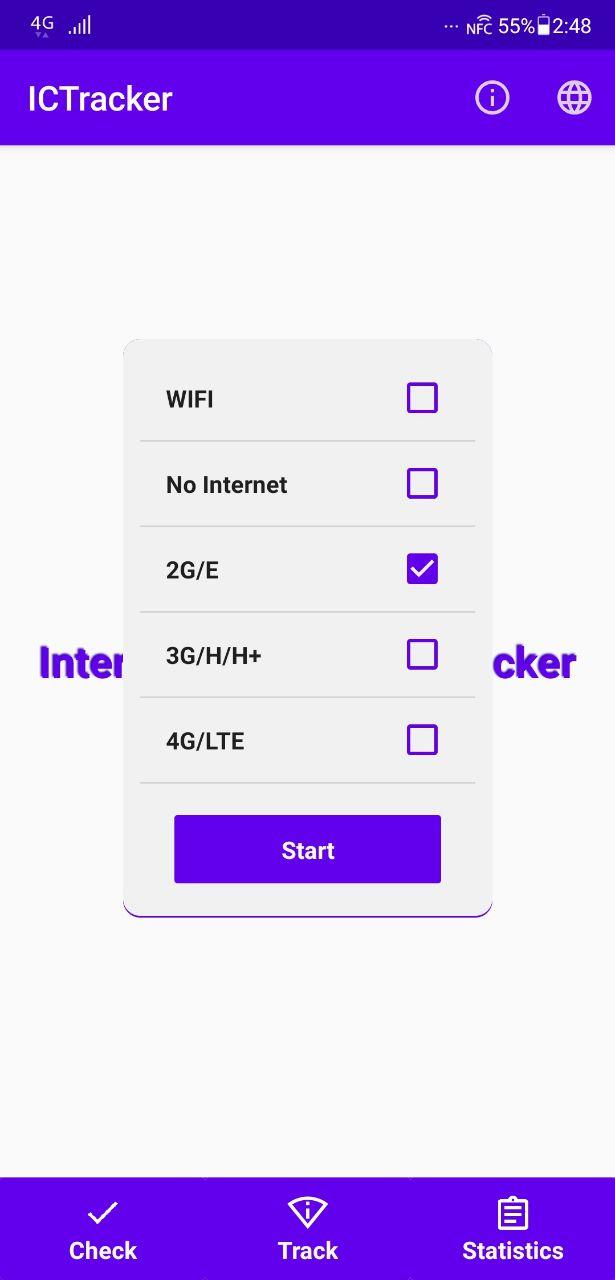 4G ... NFC 55% 2:48
ICTracker
WIFI
No Internet
2G/E
Inter cker
3G/H/H+
4G/LTE
Start
Check Track Statistics